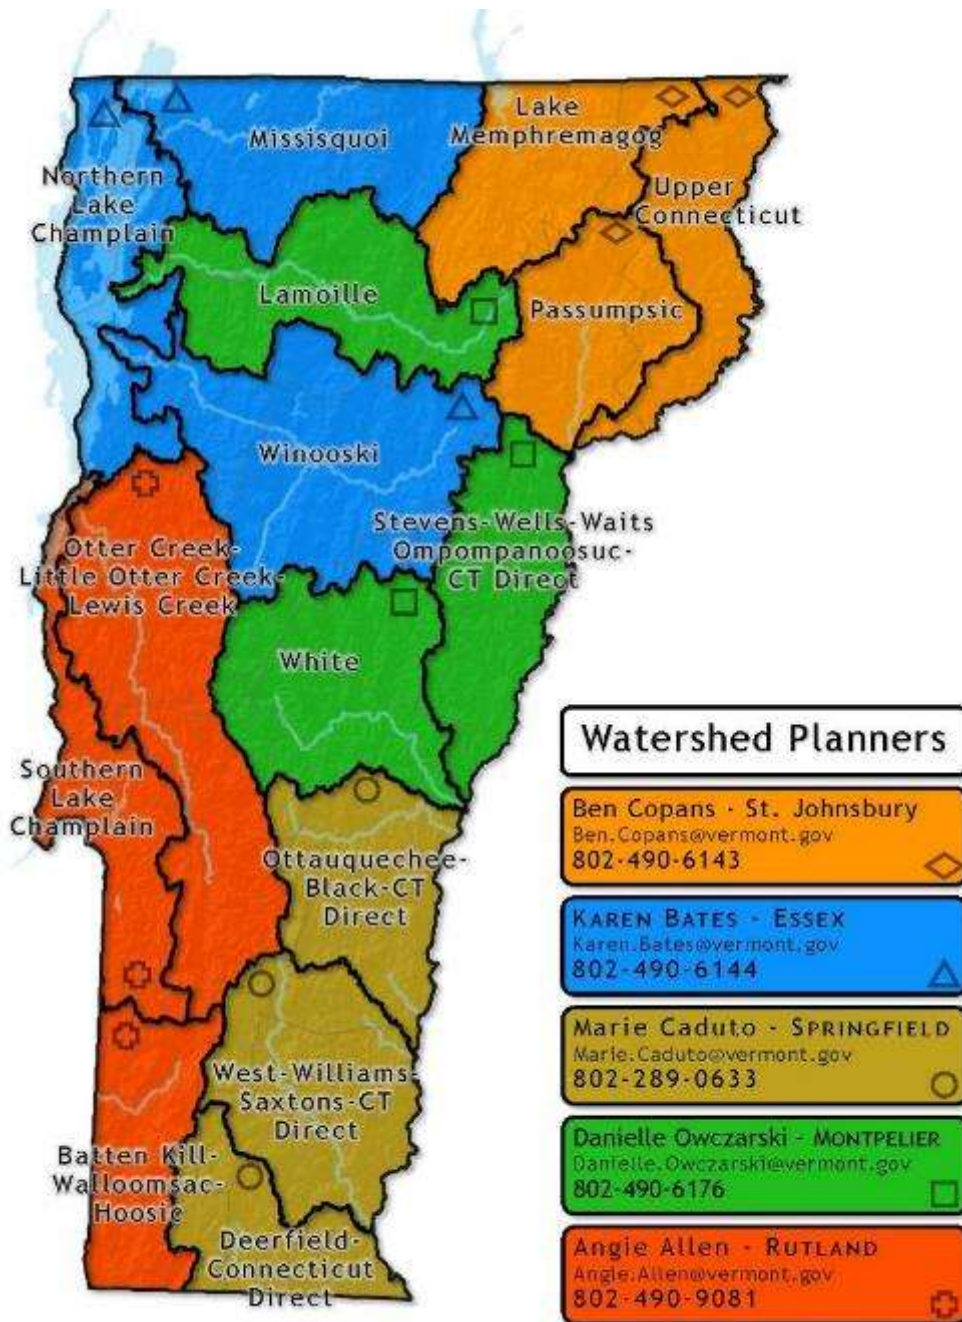 Lake
Memphremagog
Missisquoi
Northern
Lake
Champlain
Upper
Connecticut
Lamoille
Passumpsic
Winooski
Stevens-Wells-Waits
Ompompanoosuc-
CT Direct
Otter Creek-
Little Otter Creek-
Lewis Creek
White
Southern
Lake
Champlain
Ottauquechee-
Black-CT
Direct
West-Williams-
Saxtons-CT
Direct
Batten Kill-
Walloomsac-
Hoosic
Deerfield-
Connecticut
Direct
Watershed Planners
Ben Copans - St. Johnsbury
Ben.Copans@vermont.gov
802-490-6143
KAREN BATES - ESSEX
Karen.Bates@vermont.gov
802-490-6144
Marie Caduto - SPRINGFIELD
Marie.Caduto@vermont.gov
802-289-0633
Danielle Owczarski - MONTPELIER
Danielle.Owczarski@vermont.gov
802-490-6176
Angie Allen - RUTLAND
Angie.Allen@vermont.gov
802-490-9081